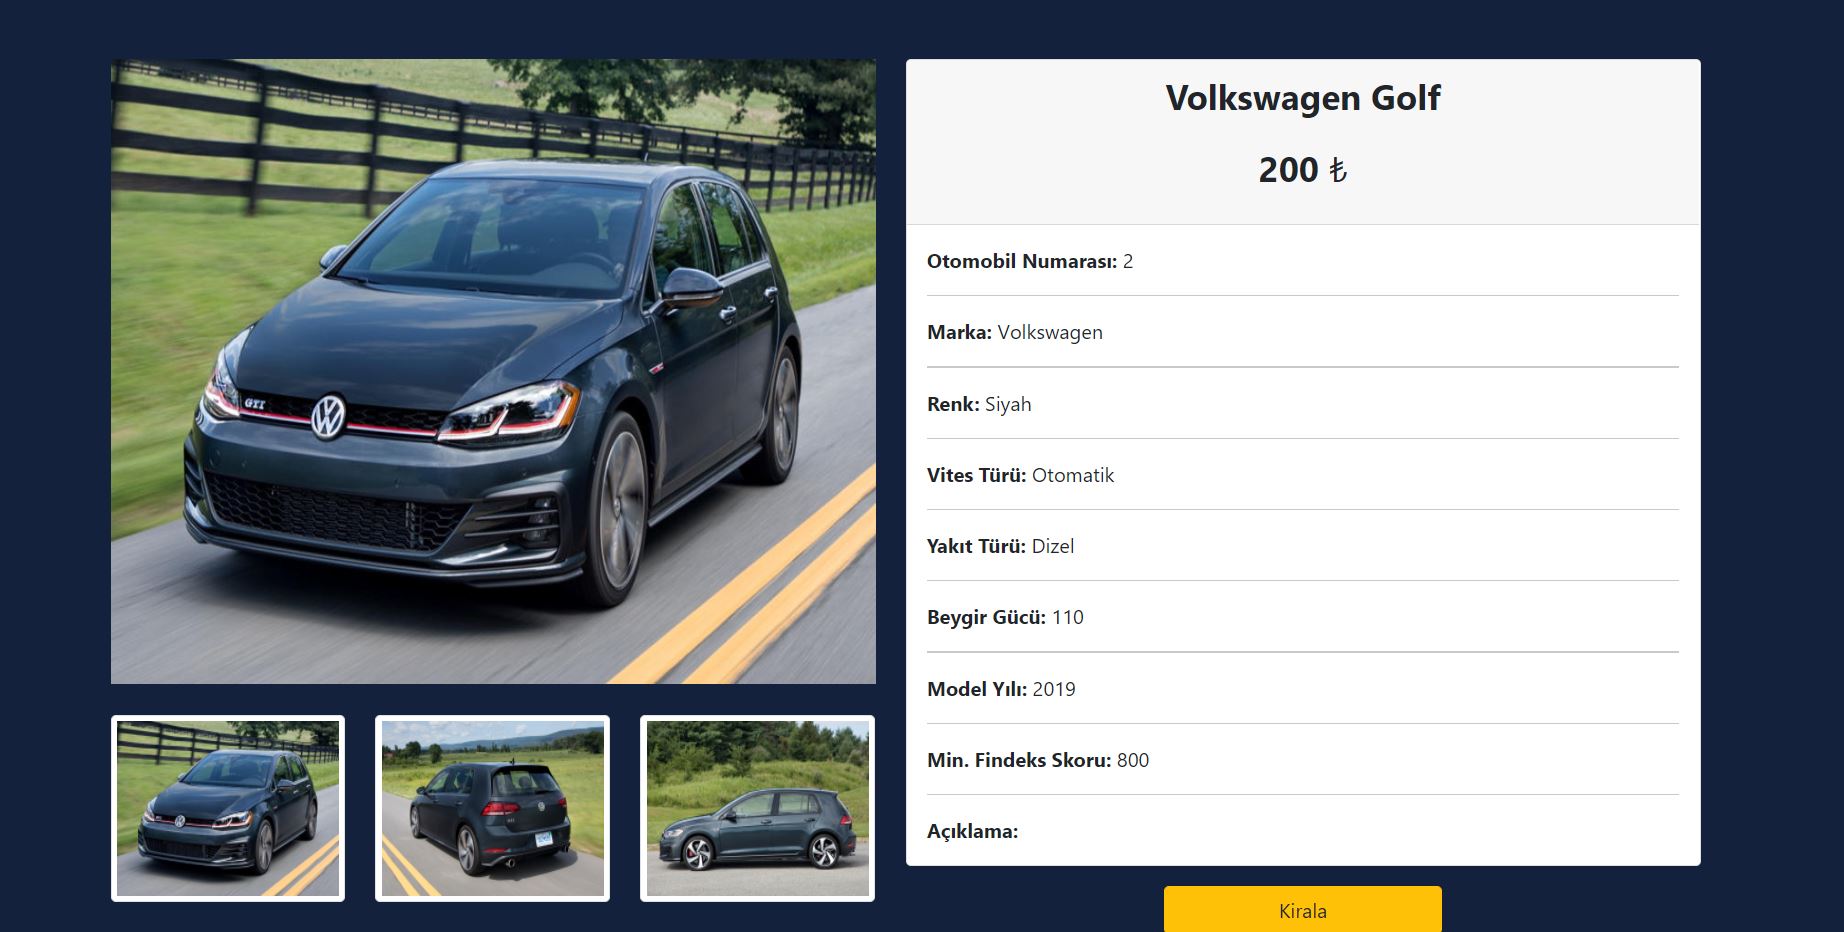 Volkswagen Golf
200 ₺
Otomobil Numarası: 2
Marka: Volkswagen
Renk: Siyah
Vites Türü: Otomatik
Yakıt Türü: Dizel
Beygir Gücü: 110
Model Yılı: 2019
Min. Findeks Skoru: 800
Açıklama:
Kirala
GTI